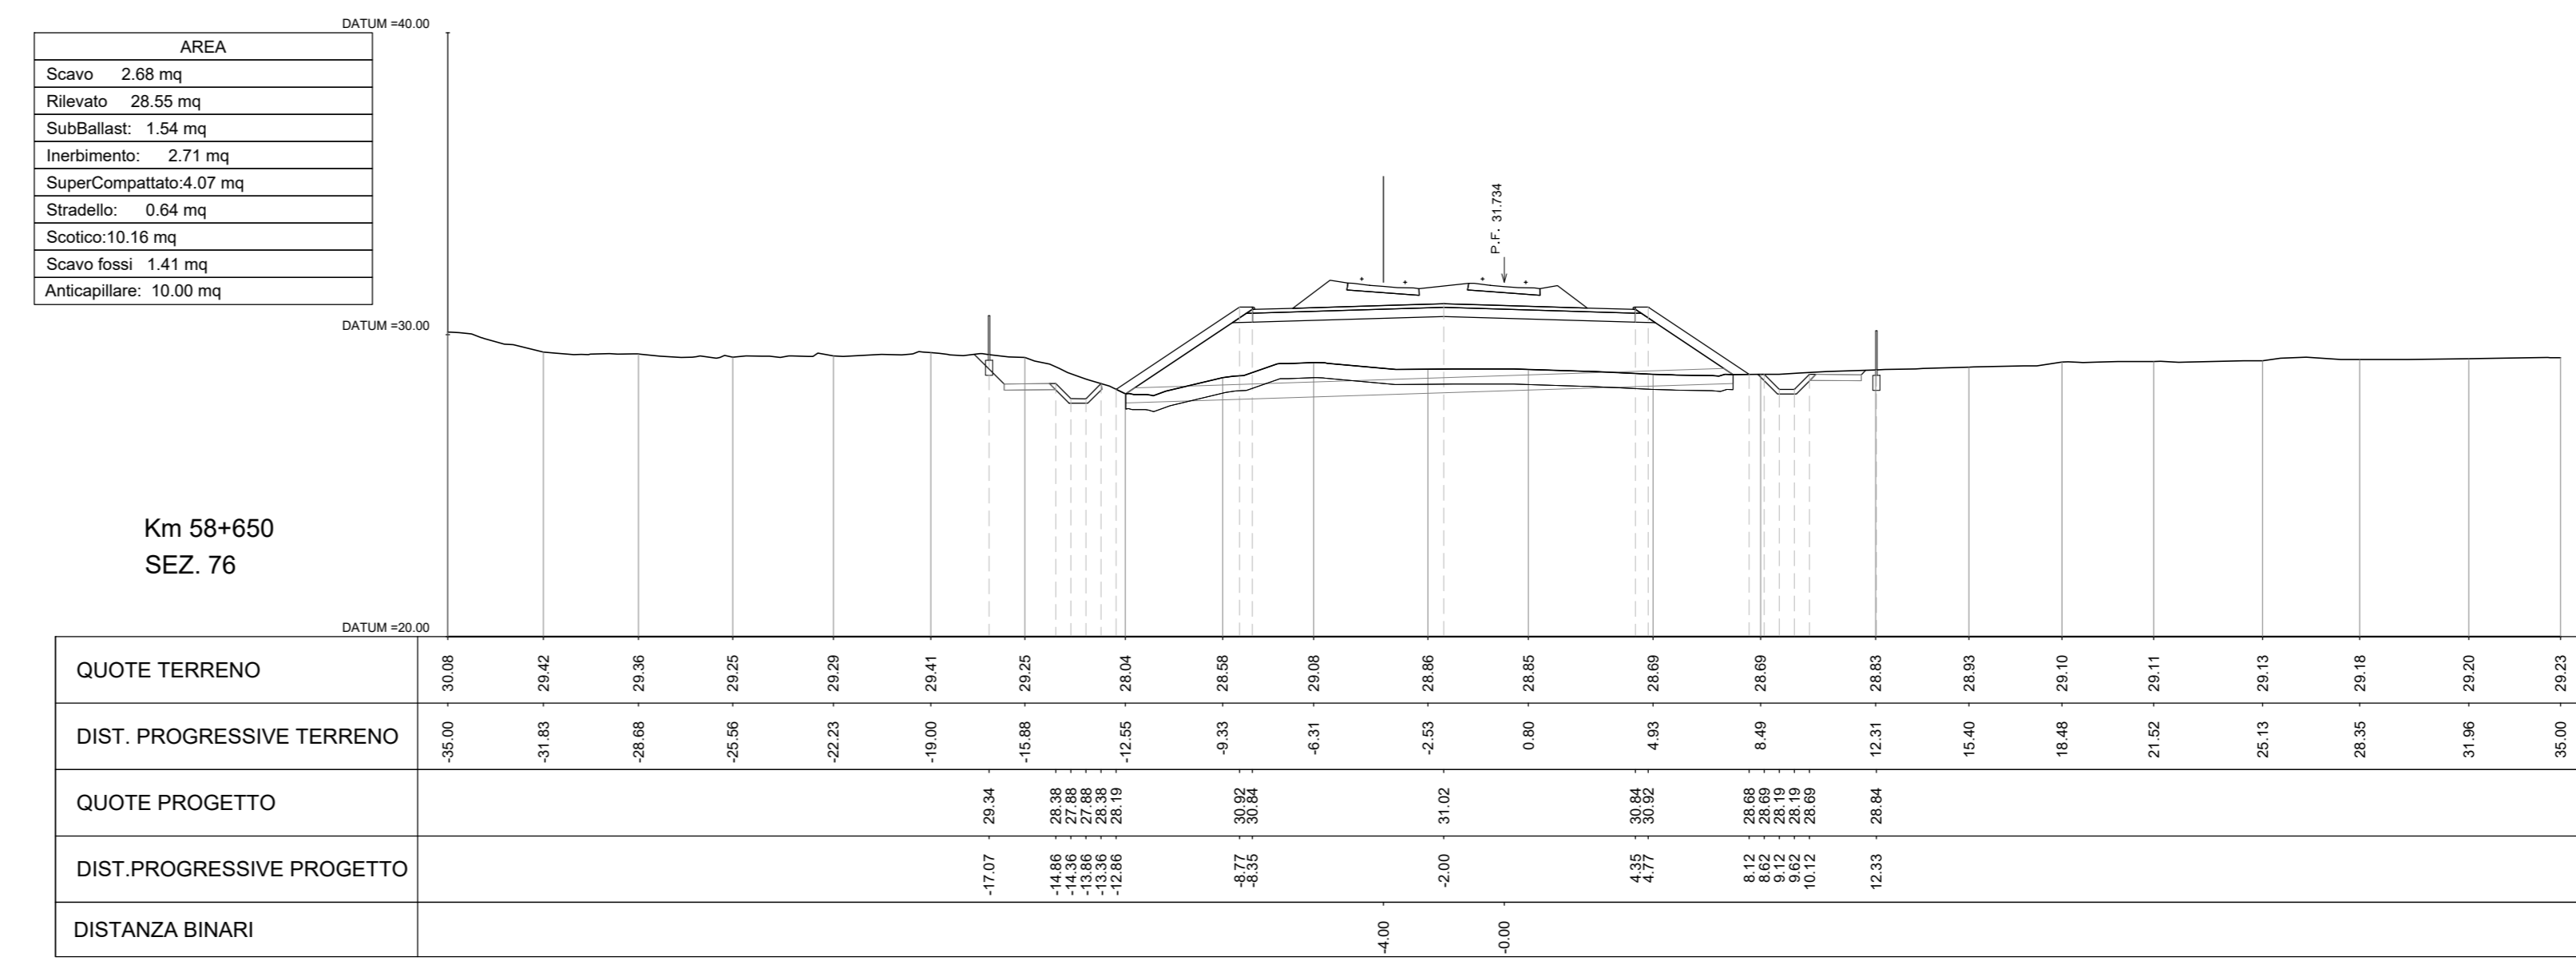 DATUM =40.00
AREA
Scavo 2.68 mq
Rilevato 28.55 mq
SubBallast: 1.54 mq
Inerbimento: 2.71 mq
SuperCompattato:4.07 mq
Stradello: 0.64 mq
Scotico:10.16 mq
Scavo fossi 1.41 mq
Anticapillare: 10.00 mq
P.F. 31.734
DATUM =30.00
Km 58+650
SEZ. 76
DATUM =20.00
QUOTE TERRENO 30.08 29.42 29.36 29.25 29.29 29.41 29.25 28.04 28.58 29.08 28.86 28.85 28.69 28.69 28.83 28.93 29.10 29.11 29.13 29.18 29.20 29.23
DIST. PROGRESSIVE TERRENO -35.00 -31.83 -28.68 -25.56 -22.23 -19.00 -15.88 -12.55 -9.33 -6.31 -2.53 0.80 4.93 8.49 12.31 15.40 18.48 21.52 25.13 28.35 31.96 35.00
QUOTE PROGETTO 29.34 28.38 27.88 27.88 28.38 28.19 30.92 30.84 31.02 30.84 30.92 28.68 28.69 28.19 28.19 28.69 28.84
DIST.PROGRESSIVE PROGETTO -17.07 -14.86 -14.36 -13.86 -13.36 -12.86 -8.77 -8.35 -2.00 4.35 4.77 8.12 8.62 9.12 9.62 10.12 12.33
DISTANZA BINARI -4.00 -0.00